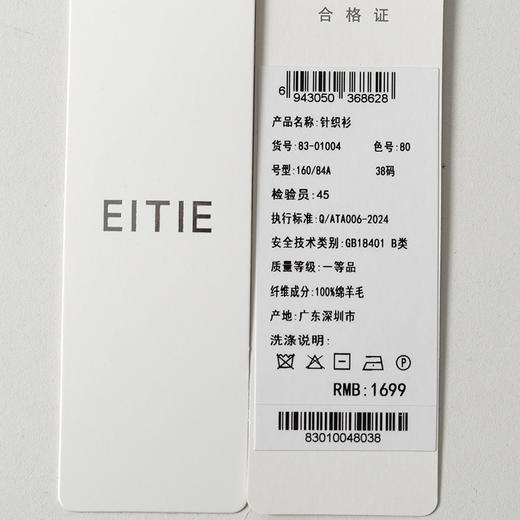 EITIE
合格证
6 943050 368628
产品名称:针织衫
货号:83-01004 色号:80
号型:160/84A 38码
检验员:45
执行标准:Q/ATA006-2024
安全技术类别:GB18401 B类
质量等级:一等品
纤维成分:100%绵羊毛
产地:广东深圳市
洗涤说明:
P
RMB:1699
83010048038